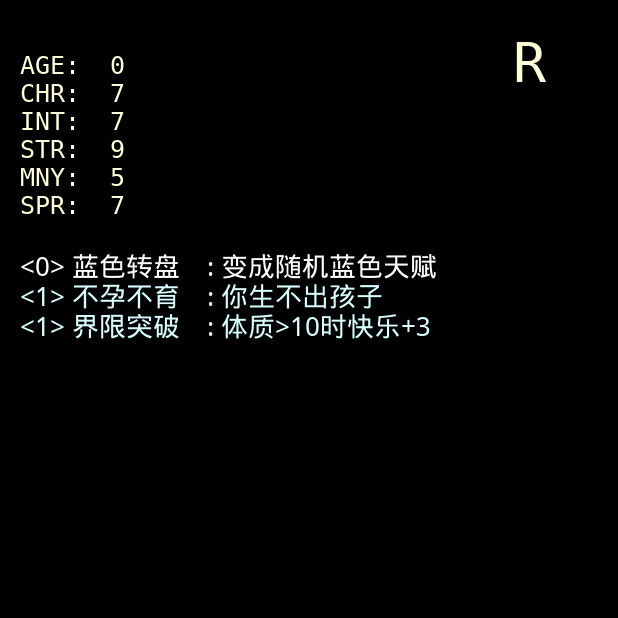 R
AGE: 0
CHR: 7
INT: 7
STR: 9
MNY: 5
SPR: 7
<0> 蓝色转盘 : 变成随机蓝色天赋
<1> 不孕不育 : 你生不出孩子
<1> 界限突破 : 体质>10时快乐+3